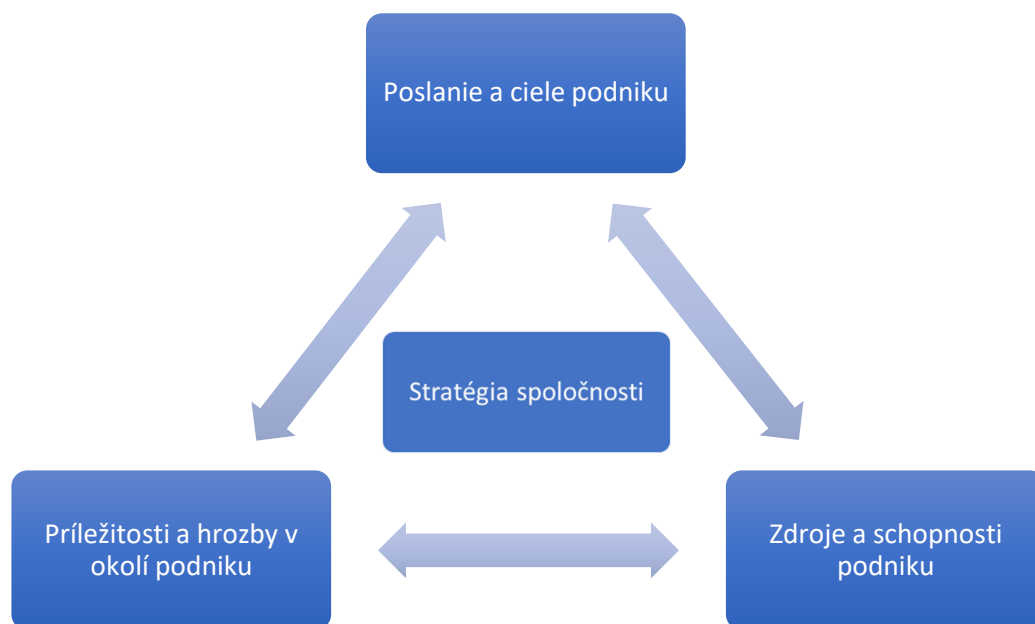 Poslanie a ciele podniku
Stratégia spoločnosti
Príležitosti a hrozby v
okolí podniku
Zdroje a schopnosti
podniku